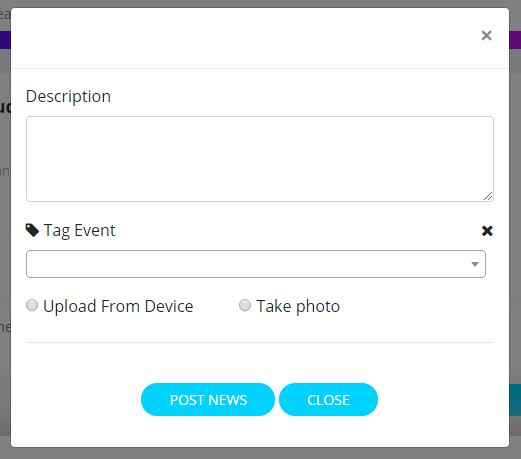 ×
Description
Tag Event
Upload From Device Take photo
POST NEWS CLOSE